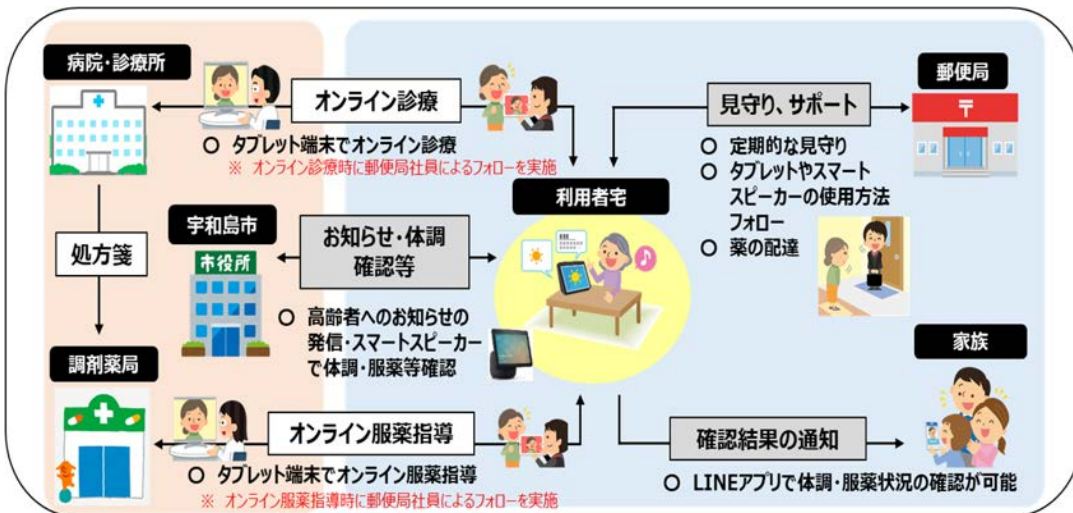 病院・診療所
オンライン診療
○ タブレット端末でオンライン診療
※ オンライン診療時に郵便局社員によるフォローを実施
処方箋
宇和島市
市役所
お知らせ・体調
確認等
○ 高齢者へのお知らせの
発信・スマートスピーカー
で体調・服薬等確認
調剤薬局
オンライン服薬指導
○ タブレット端末でオンライン服薬指導
※ オンライン服薬指導時に郵便局社員によるフォローを実施
利用者宅
見守り、サポート
○ 定期的な見守り
○ タブレットやスマート
スピーカーの使用方法
フォロー
○ 薬の配達
郵便局
〒
家族
確認結果の通知
○ LINEアプリで体調・服薬状況の確認が可能